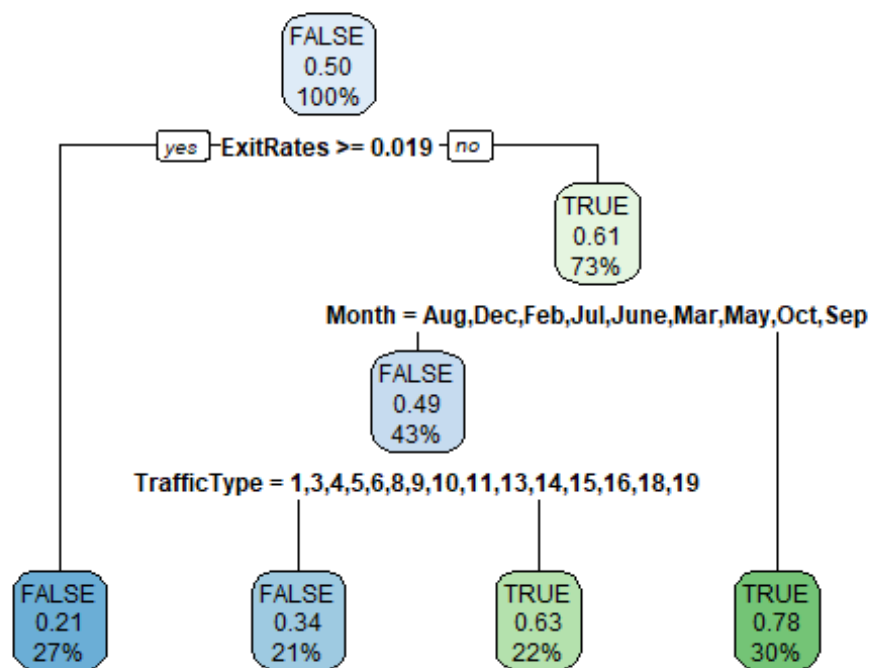 FALSE
0.50
100%
yes ExitRates >= 0.019 no
TRUE
0.61
73%
Month = Aug,Dec,Feb,Jul,June,Mar,May,Oct,Sep
FALSE
0.49
43%
TrafficType = 1,3,4,5,6,8,9,10,11,13,14,15,16,18,19
FALSE
0.21
27%
FALSE
0.34
21%
TRUE
0.63
22%
TRUE
0.78
30%